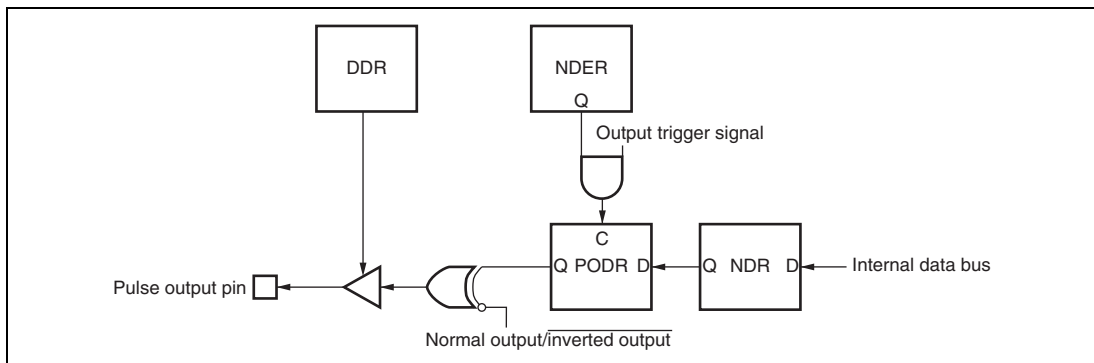 DDR
NDER
Q
Output trigger signal
C
Q PODR D
Q NDR D
Internal data bus
Pulse output pin
Normal output/inverted output